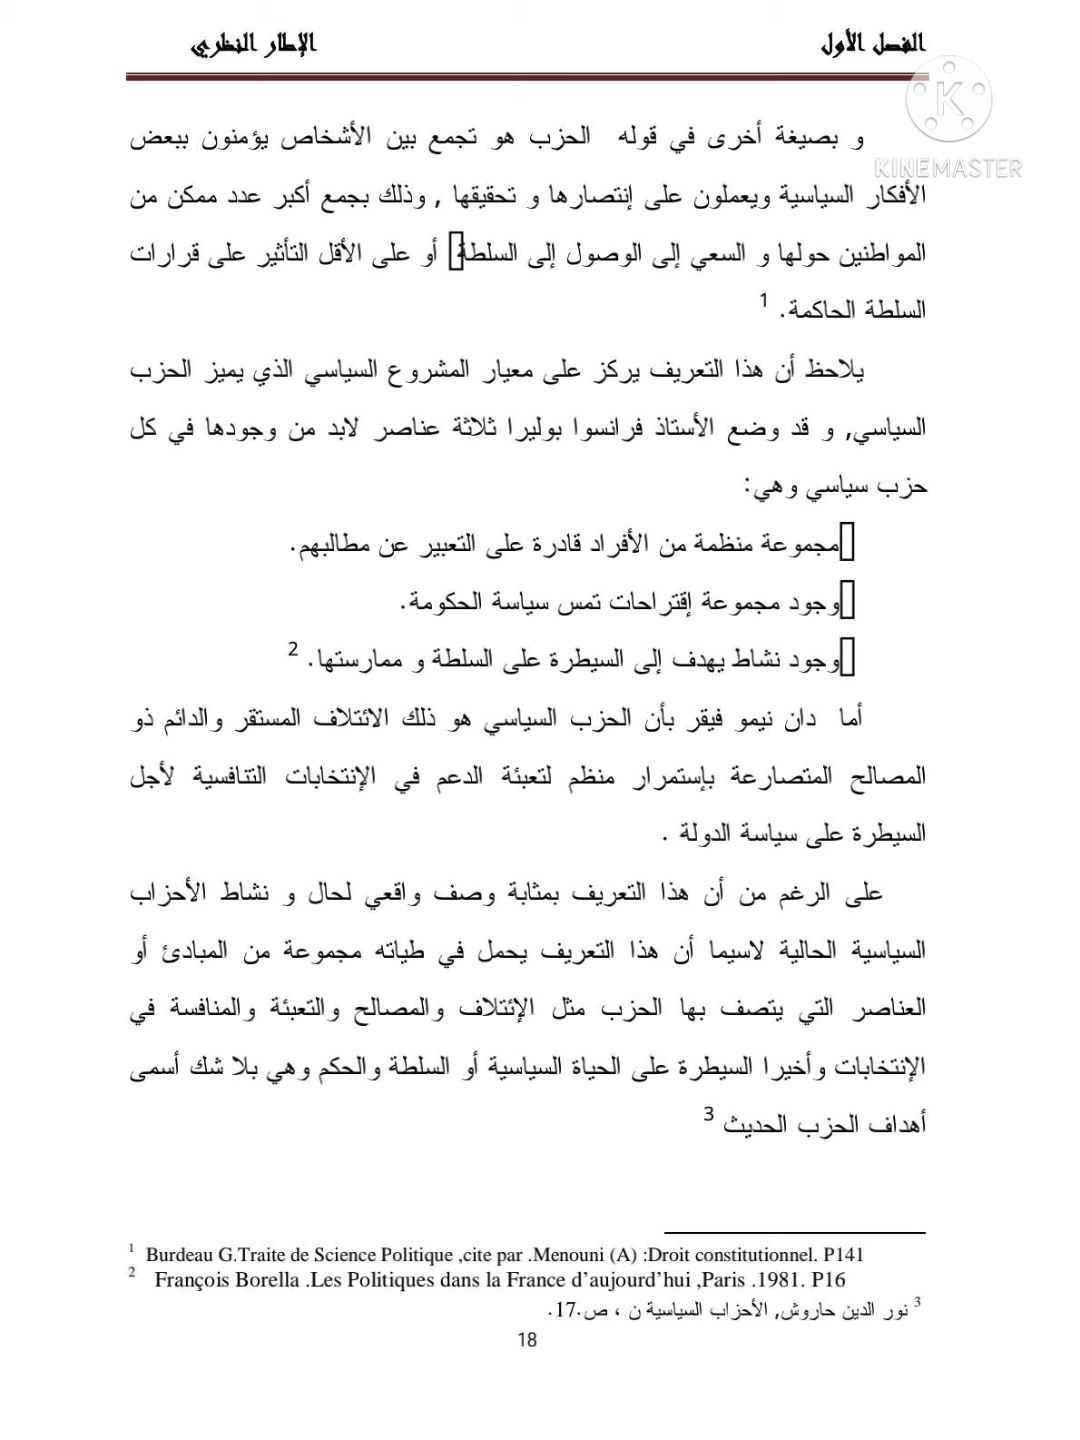 الفصل الأول الإطار النظري
K
KINEMASTER
و بصيغة أخرى في قوله الحزب هو تجمع بين الأشخاص يؤمنون ببعض
الأفكار السياسية ويعملون على إنتصارها و تحقيقها , وذلك بجمع أكبر عدد ممكن من
المواطنين حولها و السعي إلى الوصول إلى السلطة أو على الأقل التأثير على قرارات
السلطة الحاكمة. 1
يلاحظ أن هذا التعريف يركز على معيار المشروع السياسي الذي يميز الحزب
السياسي, و قد وضع الأستاذ فرانسوا بوليرا ثلاثة عناصر لابد من وجودها في كل
حزب سياسي وهي:
مجموعة منظمة من الأفراد قادرة على التعبير عن مطالبهم.
وجود مجموعة إقتراحات تمس سياسة الحكومة.
وجود نشاط يهدف إلى السيطرة على السلطة و ممارستها. 2
أما دان نيمو فيقر بأن الحزب السياسي هو ذلك الائتلاف المستقر والدائم ذو
المصالح المتصارعة بإستمرار منظم لتعبئة الدعم في الإنتخابات التنافسية لأجل
السيطرة على سياسة الدولة .
على الرغم من أن هذا التعريف بمثابة وصف واقعي لحال و نشاط الأحزاب
السياسية الحالية لاسيما أن هذا التعريف يحمل في طياته مجموعة من المبادئ أو
العناصر التي يتصف بها الحزب مثل الإئتلاف والمصالح والتعبئة والمنافسة في
الإنتخابات وأخيرا السيطرة على الحياة السياسية أو السلطة والحكم وهي بلا شك أسمى
أهداف الحزب الحديث 3
1 Burdeau G.Traite de Science Politique ,cite par .Menouni (A) :Droit constitutionnel. P141
2 François Borella .Les Politiques dans la France d’aujourd’hui ,Paris .1981. P16
3 نور الدين حاروش, الأحزاب السياسية ن ، ص.17.
18